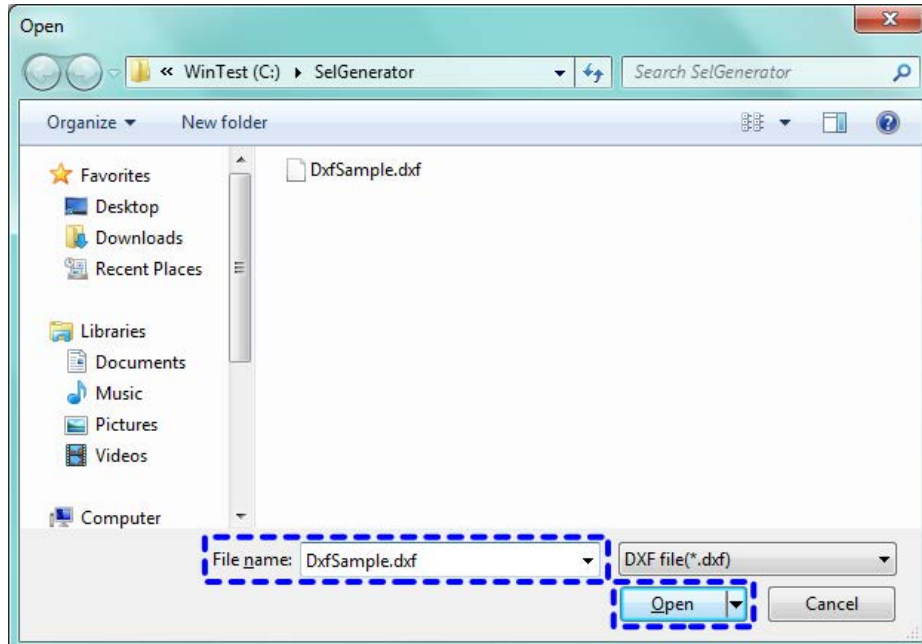 Open
« WinTest (C:) ▸ SelGenerator
Search SelGenerator
Organize
New folder
Favorites
Desktop
Downloads
Recent Places
Libraries
Documents
Music
Pictures
Videos
Computer
DxfSample.dxf
File name: DxfSample.dxf
DXF file(*.dxf)
Open
Cancel